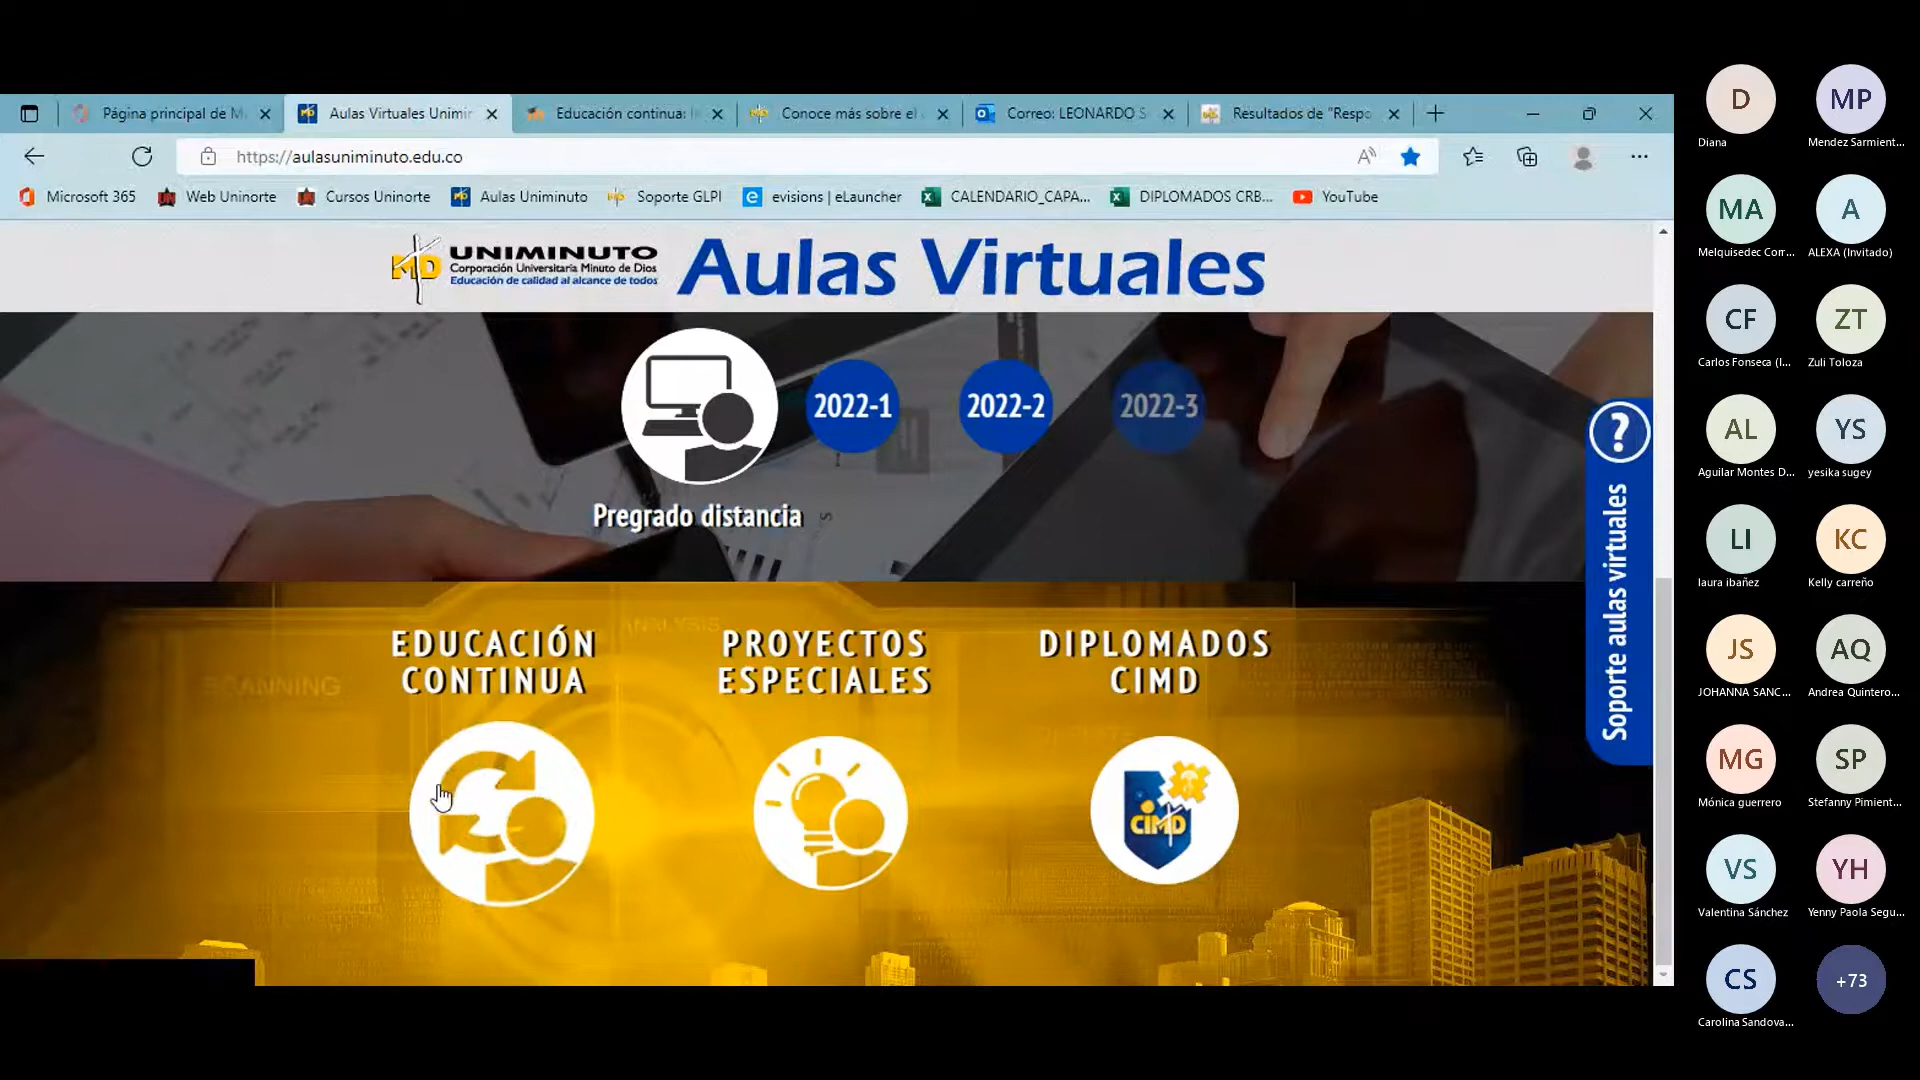 Página principal de M
Aulas Virtuales Unimir
Educación continua: I
Conoce más sobre el
Correo: LEONARDO S
Resultados de "Respo
https://aulasuniminuto.edu.co
Microsoft 365
Web Uninorte
Cursos Uninorte
Aulas Uniminuto
Soporte GLPI
evisions | eLauncher
CALENDARIO_CAPA...
DIPLOMADOS CRB...
YouTube
MD UNIMINUTO
Corporación Universitaria Minuto de Dios
Educación de calidad al alcance de todos
Aulas Virtuales
2022-1
2022-2
2022-3
Pregrado distancia
?
Soporte aulas virtuales
ANALYSIS
SCANNING
EDUCACIÓN
CONTINUA
PROYECTOS
ESPECIALES
DIPLOMADOS
CIMD
CIMD
D
Diana
MP
Mendez Sarmient...
MA
Melquisedec Corr...
A
ALEXA (Invitado)
CF
Carlos Fonseca (I...
ZT
Zuli Toloza
AL
Aguilar Montes D...
YS
yesika sugey
LI
laura ibañez
KC
Kelly carreño
JS
JOHANNA SANC...
AQ
Andrea Quintero...
MG
Mónica guerrero
SP
Stefanny Pimient...
VS
Valentina Sánchez
YH
Yenny Paola Segu...
CS
Carolina Sandova...
+73